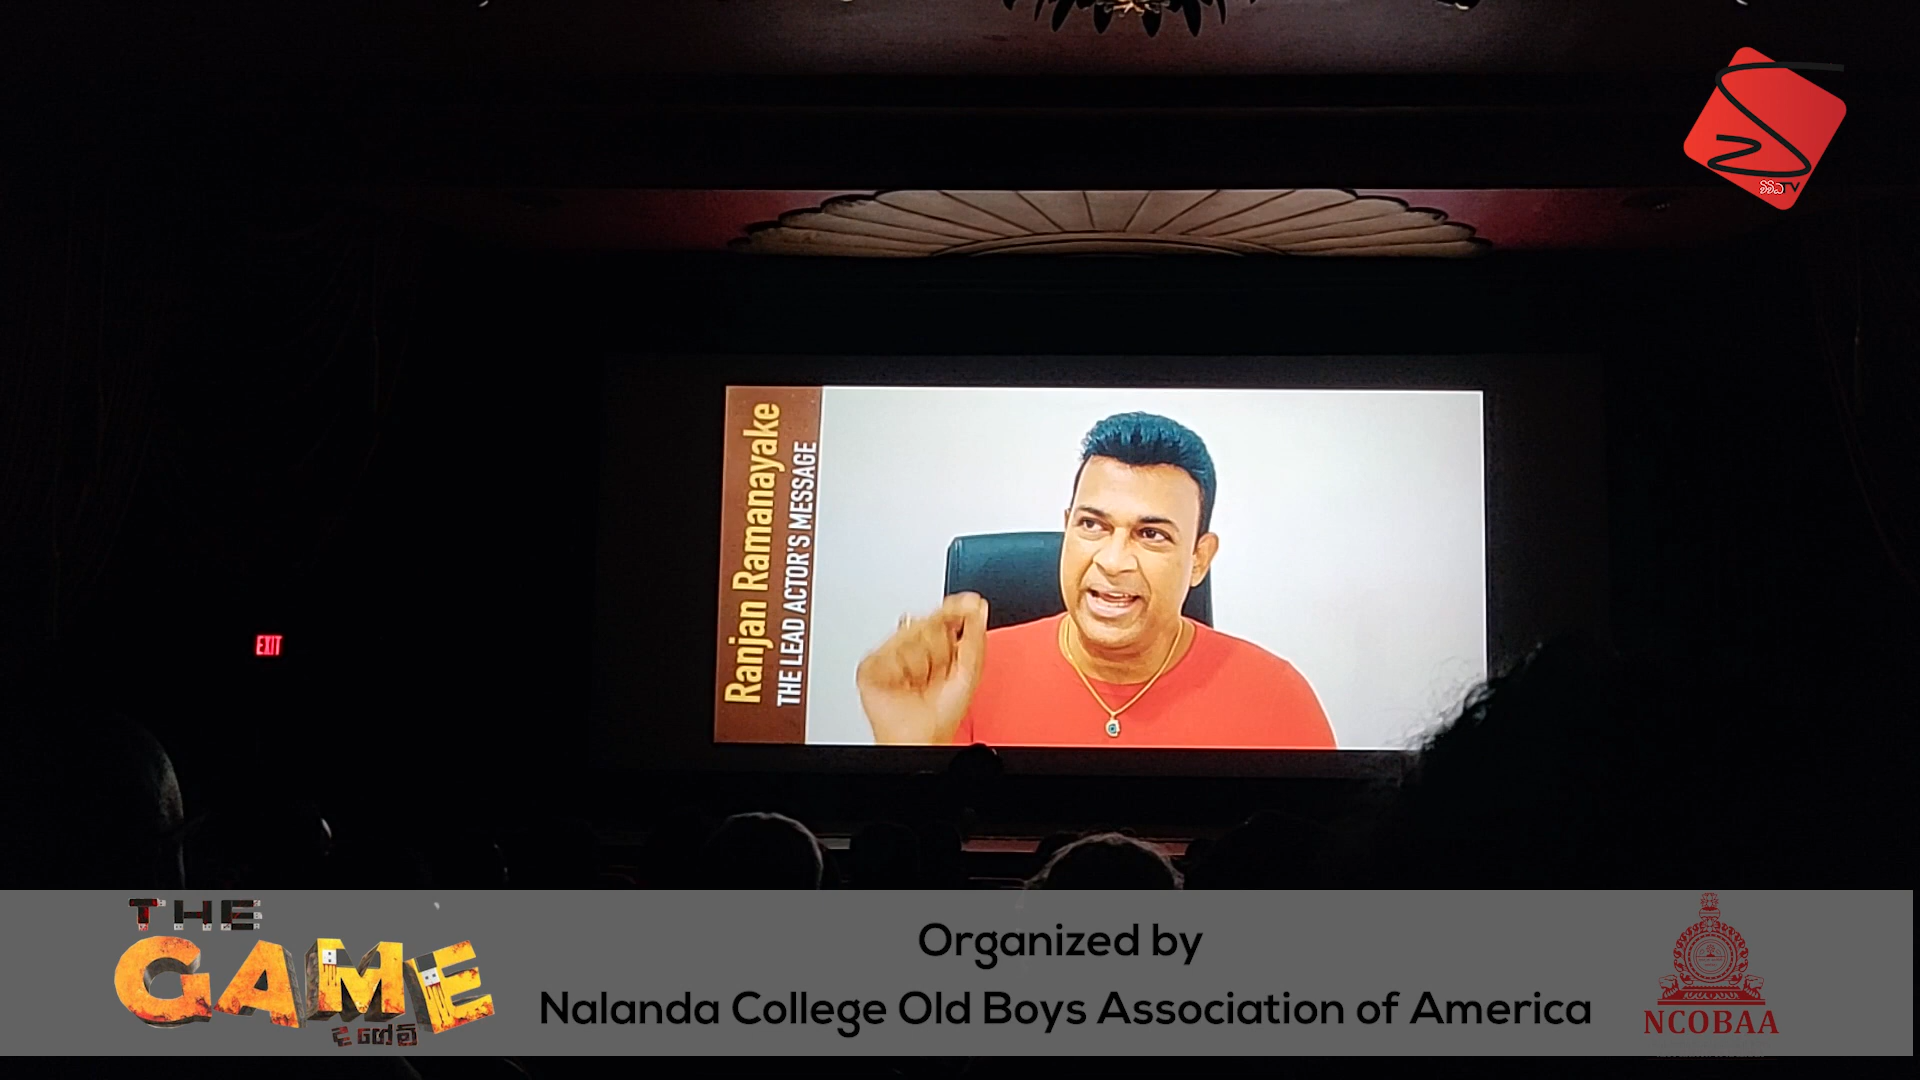 විවිධTV
Ranjan Ramanayake
THE LEAD ACTOR'S MESSAGE
EXIT
THE
GAME
ද ගේම්
Organized by
Nalanda College Old Boys Association of America
NCOBAA